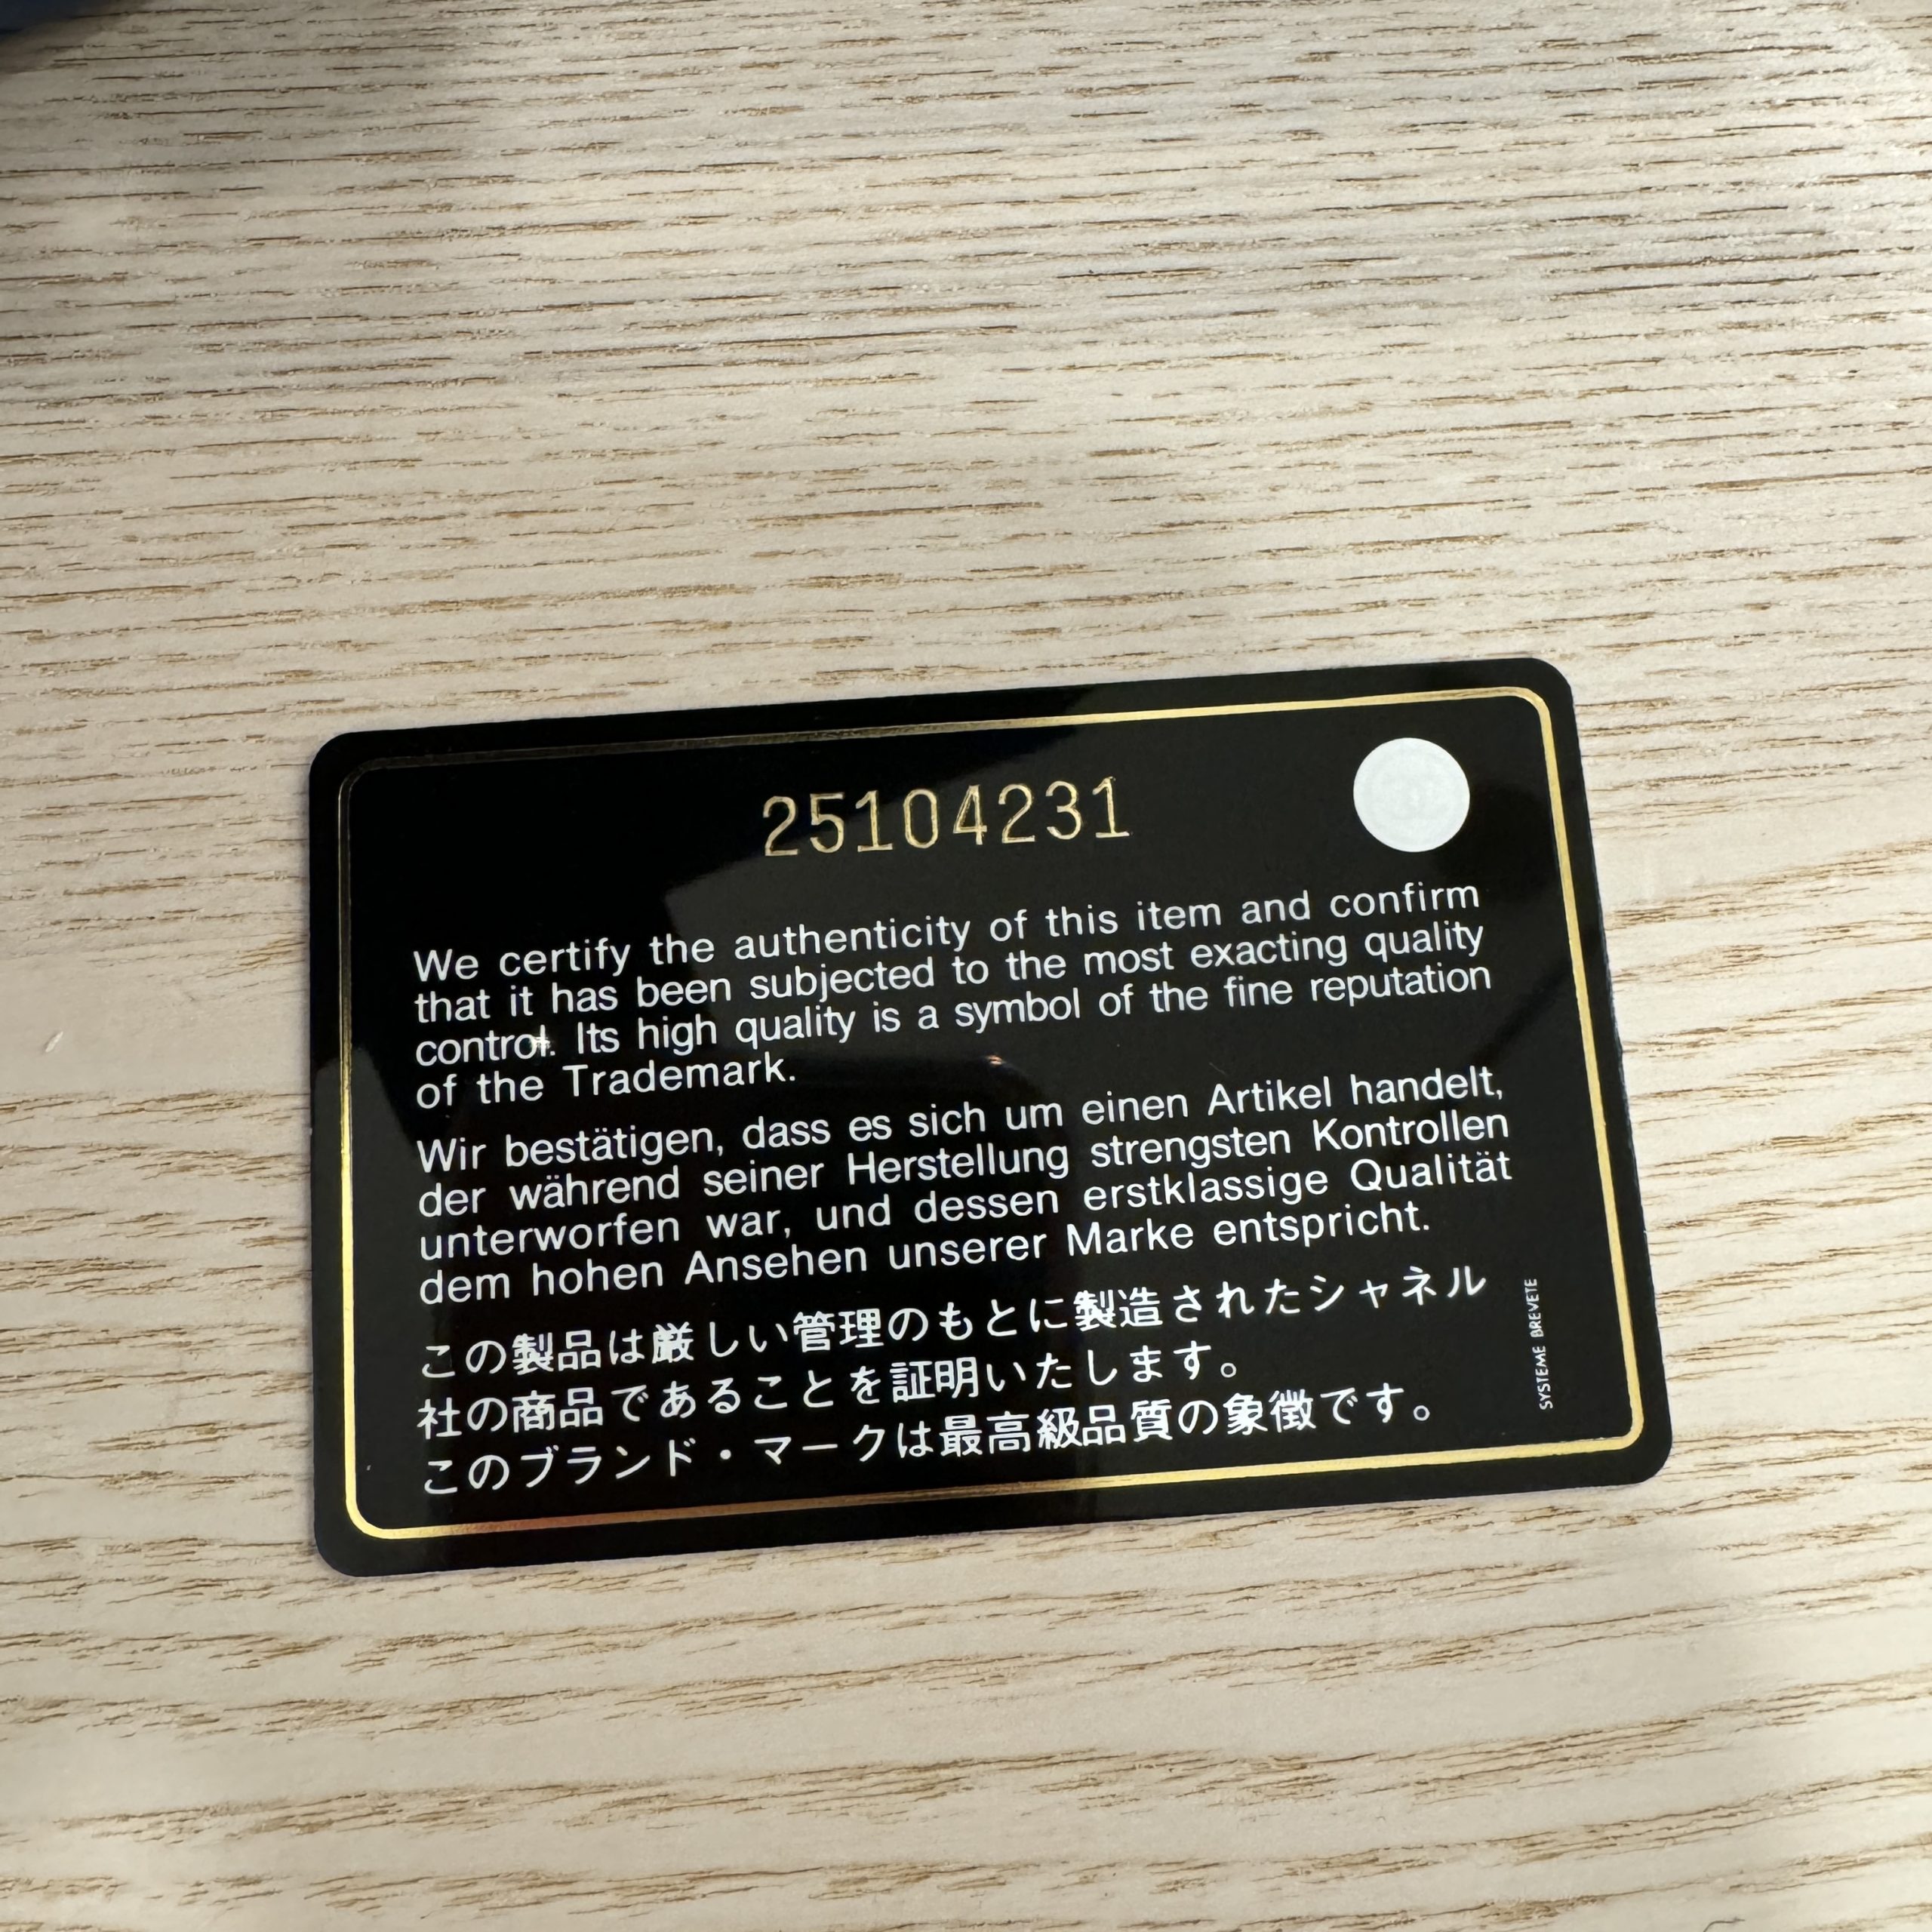 25104231
We certify the authenticity of this item and confirm
that it has been subjected to the most exacting quality
control. Its high quality is a symbol of the fine reputation
of the Trademark.
Wir bestätigen, dass es sich um einen Artikel handelt,
der während seiner Herstellung strengsten Kontrollen
unterworfen war, und dessen erstklassige Qualität
dem hohen Ansehen unserer Marke entspricht.
この製品は厳しい管理のもとに製造されたシャネル
社の商品であることを証明いたします。
このブランド・マークは最高級品質の象徴です。
SYSTEME BREVETE